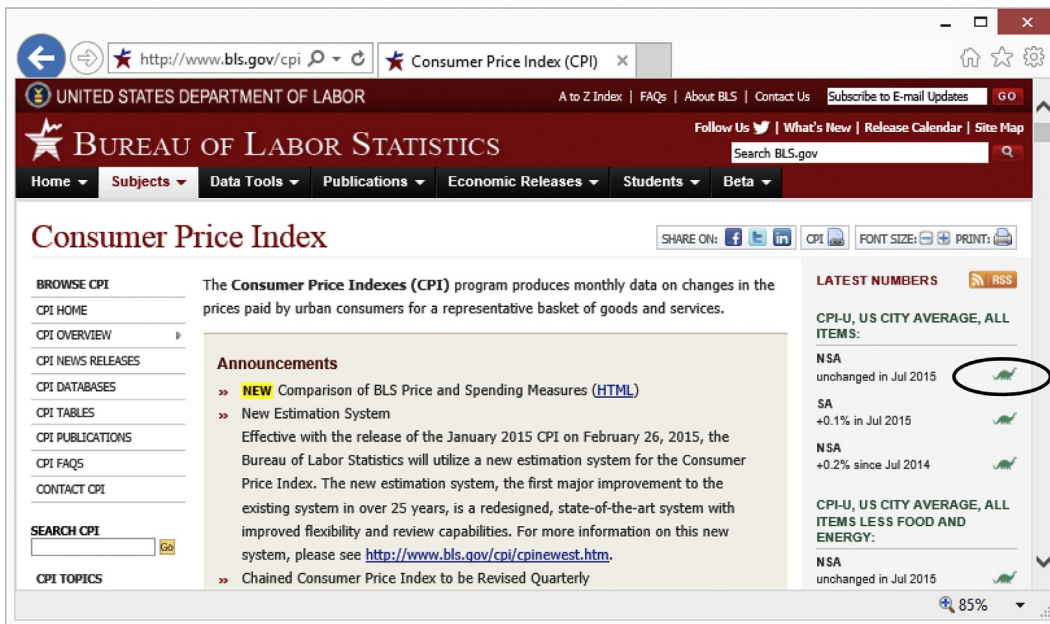 http://www.bls.gov/cpi
Consumer Price Index (CPI)
UNITED STATES DEPARTMENT OF LABOR
A to Z Index | FAQs | About BLS | Contact Us Subscribe to E-mail Updates GO
Follow Us | What's New | Release Calendar | Site Map
BUREAU OF LABOR STATISTICS
Search BLS.gov
Home Subjects Data Tools Publications Economic Releases Students Beta
Consumer Price Index
SHARE ON: f t in CPI FONT SIZE: PRINT:
BROWSE CPI
CPI HOME
CPI OVERVIEW
CPI NEWS RELEASES
CPI DATABASES
CPI TABLES
CPI PUBLICATIONS
CPI FAQS
CONTACT CPI
SEARCH CPI
Go
CPI TOPICS
The Consumer Price Indexes (CPI) program produces monthly data on changes in the
prices paid by urban consumers for a representative basket of goods and services.
Announcements
» NEW Comparison of BLS Price and Spending Measures (HTML)
» New Estimation System
Effective with the release of the January 2015 CPI on February 26, 2015, the
Bureau of Labor Statistics will utilize a new estimation system for the Consumer
Price Index. The new estimation system, the first major improvement to the
existing system in over 25 years, is a redesigned, state-of-the-art system with
improved flexibility and review capabilities. For more information on this new
system, please see http://www.bls.gov/cpi/cpinewest.htm.
» Chained Consumer Price Index to be Revised Quarterly
LATEST NUMBERS RSS
CPI-U, US CITY AVERAGE, ALL
ITEMS:
NSA
unchanged in Jul 2015
SA
+0.1% in Jul 2015
NSA
+0.2% since Jul 2014
CPI-U, US CITY AVERAGE, ALL
ITEMS LESS FOOD AND
ENERGY:
NSA
unchanged in Jul 2015
85%